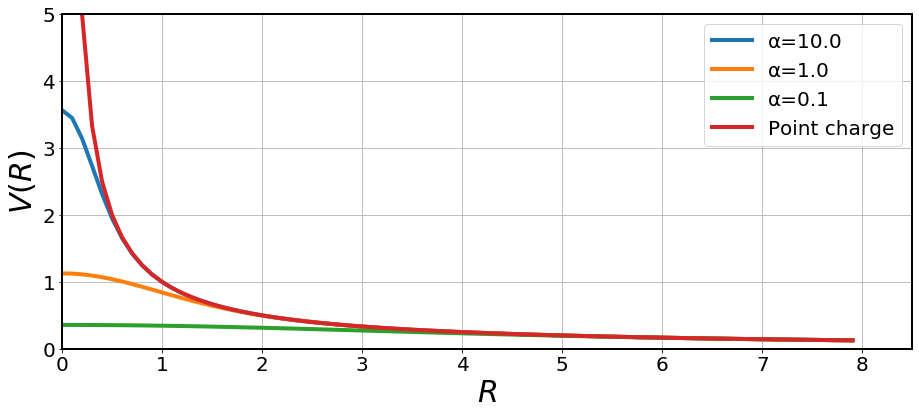 5
4
3
2
1
0
V(R)
α=10.0
α=1.0
α=0.1
Point charge
0 1 2 3 4 5 6 7 8
R